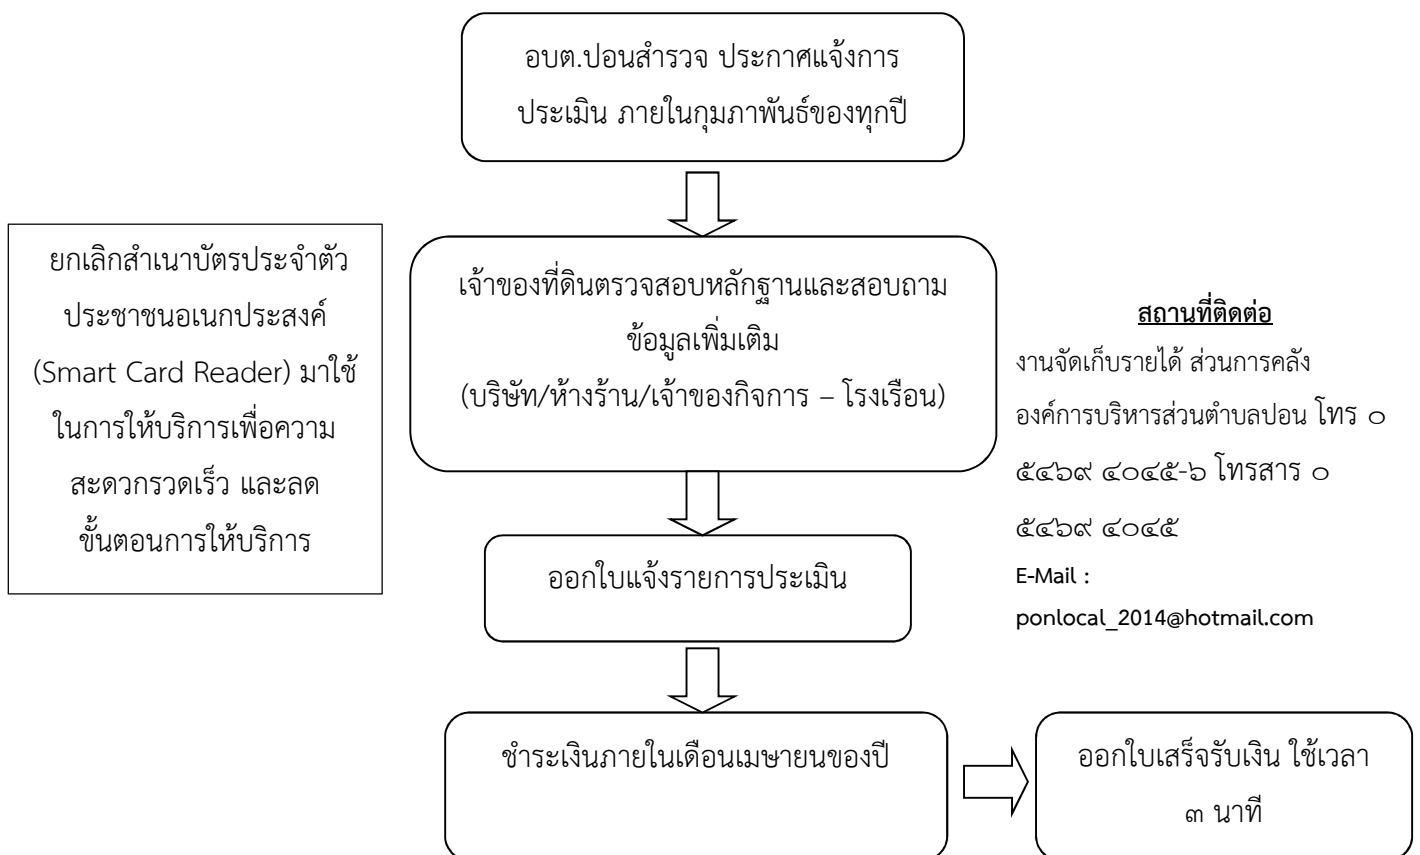 อบต.ปอนสำรวจ ประกาศแจ้งการ
ประเมิน ภายในกุมภาพันธ์ของทุกปี
ยกเลิกสำเนาบัตรประจำตัว
ประชาชนอเนกประสงค์
(Smart Card Reader) มาใช้
ในการให้บริการเพื่อความ
สะดวกรวดเร็ว และลด
ขั้นตอนการให้บริการ
เจ้าของที่ดินตรวจสอบหลักฐานและสอบถาม
ข้อมูลเพิ่มเติม
(บริษัท/ห้างร้าน/เจ้าของกิจการ – โรงเรือน)
สถานที่ติดต่อ
งานจัดเก็บรายได้ ส่วนการคลัง
องค์การบริหารส่วนตำบลปอน โทร ๐
๕๔๖๙ ๔๐๔๕-๖ โทรสาร ๐
๕๔๖๙ ๔๐๔๕
E-Mail :
ponlocal_2014@hotmail.com
ออกใบแจ้งรายการประเมิน
ชำระเงินภายในเดือนเมษายนของปี
ออกใบเสร็จรับเงิน ใช้เวลา
๓ นาที